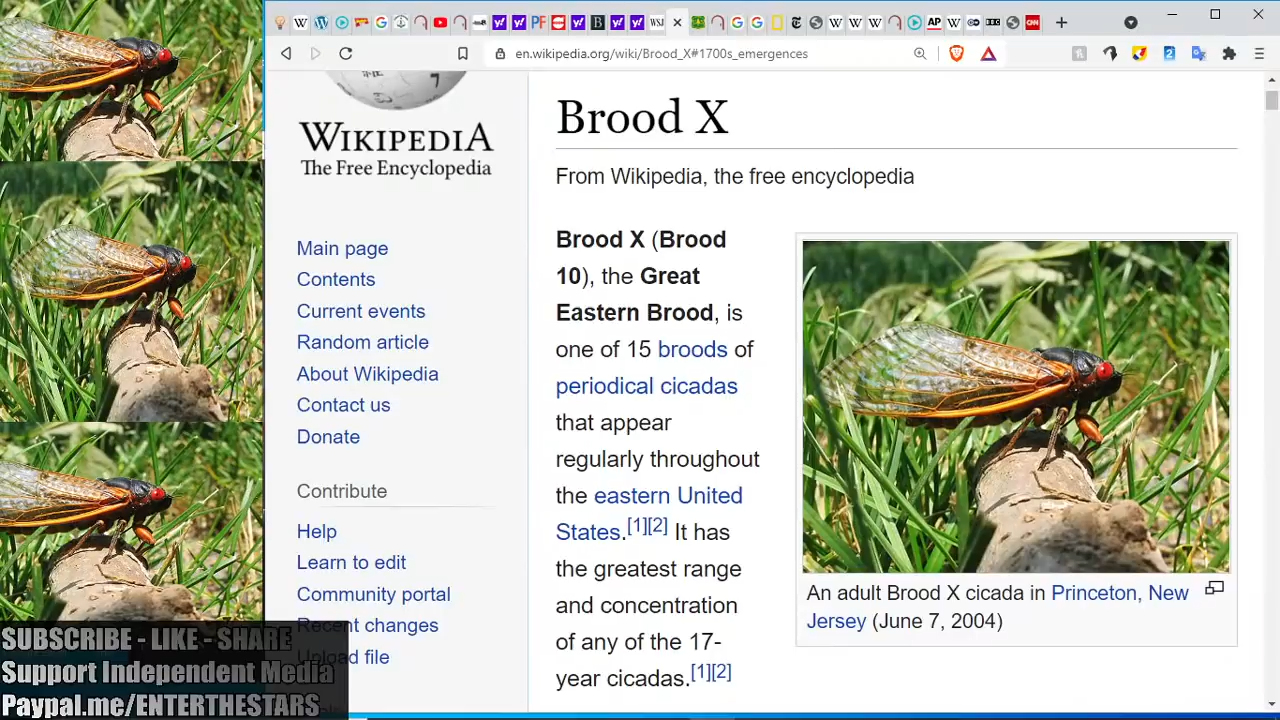 en.wikipedia.org/wiki/Brood_X#1700s_emergences
WIKIPEDIA
The Free Encyclopedia
Main page
Contents
Current events
Random article
About Wikipedia
Contact us
Donate
Contribute
Help
Learn to edit
Community portal
Recent changes
Upload file
Brood X
From Wikipedia, the free encyclopedia
Brood X (Brood
10), the Great
Eastern Brood, is
one of 15 broods of
periodical cicadas
that appear
regularly throughout
the eastern United
States.[1][2] It has
the greatest range
and concentration
of any of the 17-
year cicadas.[1][2]
An adult Brood X cicada in Princeton, New
Jersey (June 7, 2004)
SUBSCRIBE - LIKE - SHARE
Support Independent Media
Paypal.me/ENTERTHESTARS